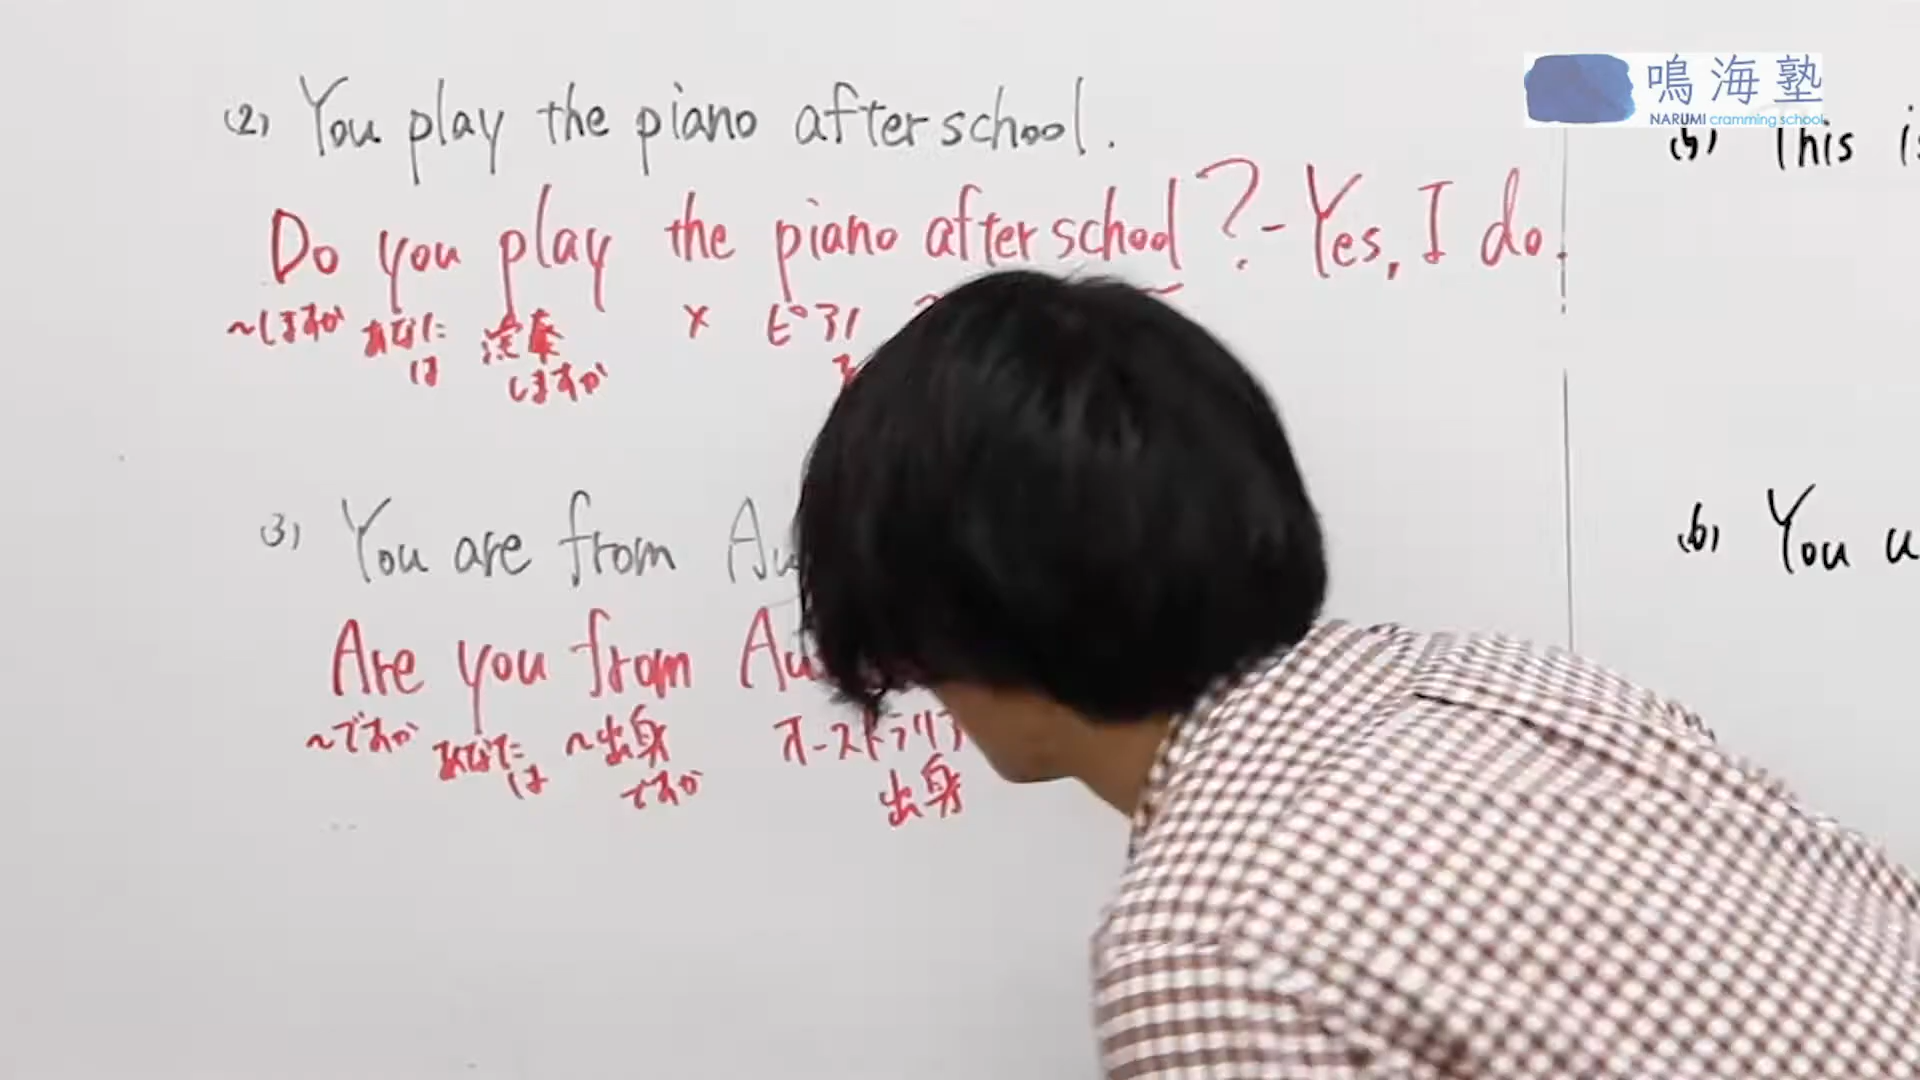 鳴海塾
NARUMI cramming school
(2) You play the piano after school.
Do you play the piano after school? - Yes, I do.
~しますか あなた 演奏 × ピアノ
は しますか を
(3) You are from
Are you from
~ですか あなた ~出身 オーストラリア
は ですか 出身
(5) This is
(6) You u